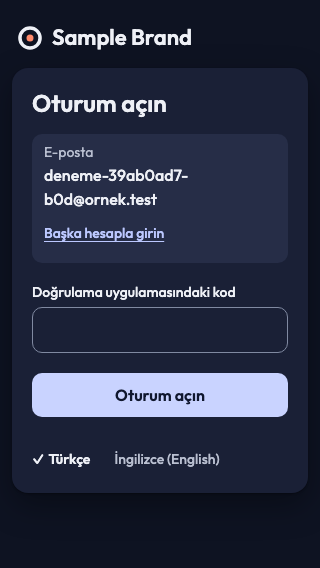 Sample Brand
Oturum açın
E-posta
deneme-39ab0ad7-
b0d@ornek.test
Başka hesapla girin
Doğrulama uygulamasındaki kod
Oturum açın
Türkçe İngilizce (English)